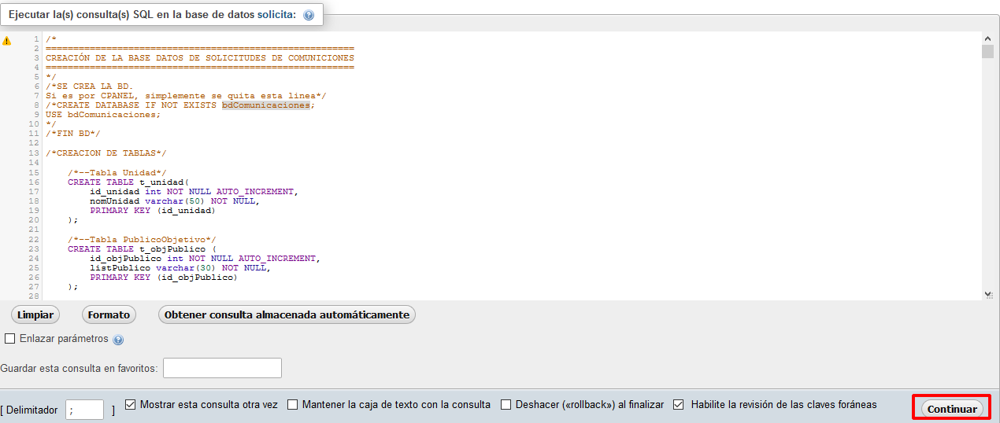 Ejecutar la(s) consulta(s) SQL en la base de datos solicita:
1 /*
2 ========================================================
3 CREACIÓN DE LA BASE DATOS DE SOLICITUDES DE COMUNICIONES
4 ========================================================
5 */
6 /*SE CREA LA BD.
7 Si es por CPANEL, simplemente se quita esta linea*/
8 /*CREATE DATABASE IF NOT EXISTS bdComunicaciones;
9 USE bdComunicaciones;
10 */
11 /*FIN BD*/
12
13 /*CREACION DE TABLAS*/
14
15 /*--Tabla Unidad*/
16 CREATE TABLE t_unidad(
17 id_unidad int NOT NULL AUTO_INCREMENT,
18 nomUnidad varchar(50) NOT NULL,
19 PRIMARY KEY (id_unidad)
20 );
21
22 /*--Tabla PublicoObjetivo*/
23 CREATE TABLE t_objPublico (
24 id_objPublico int NOT NULL AUTO_INCREMENT,
25 listPublico varchar(30) NOT NULL,
26 PRIMARY KEY (id_objPublico)
27 );
28
Limpiar Formato Obtener consulta almacenada automáticamente
Enlazar parámetros
Guardar esta consulta en favoritos:
[ Delimitador ; ] Mostrar esta consulta otra vez Mantener la caja de texto con la consulta Deshacer («rollback») al finalizar Habilite la revisión de las claves foráneas Continuar